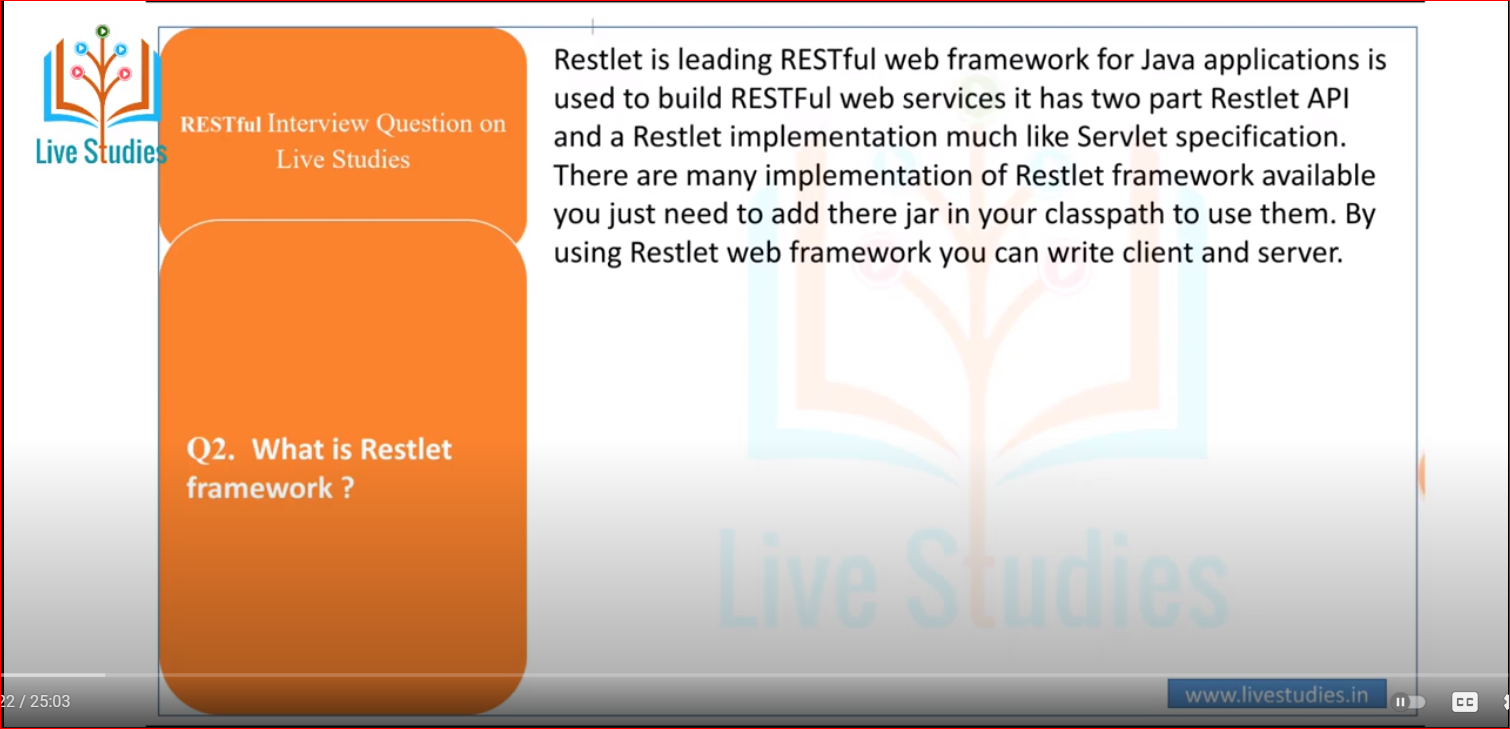 Live Studies
RESTful Interview Question on
Live Studies
Q2. What is Restlet
framework ?
Restlet is leading RESTful web framework for Java applications is
used to build RESTFul web services it has two part Restlet API
and a Restlet implementation much like Servlet specification.
There are many implementation of Restlet framework available
you just need to add there jar in your classpath to use them. By
using Restlet web framework you can write client and server.
Live Studies
www.livestudies.in
22 / 25:03
CC